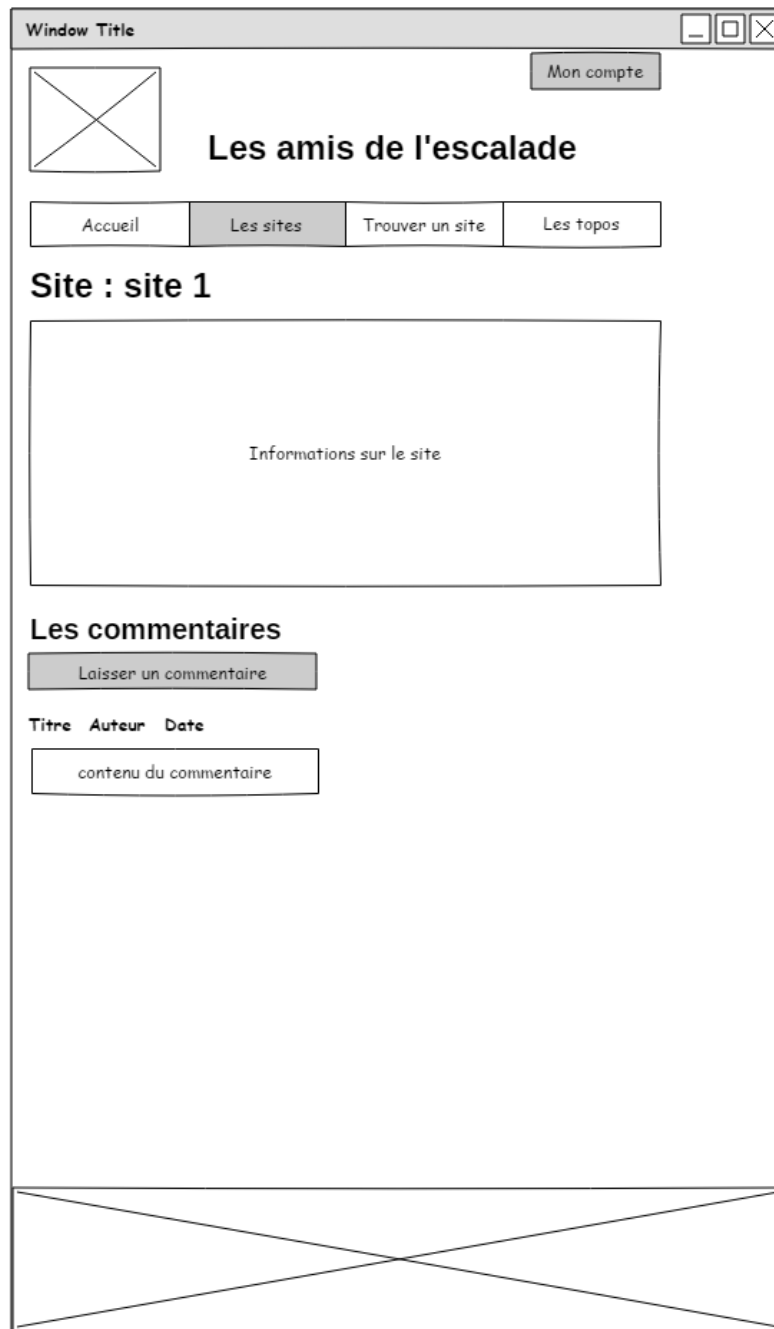 Window Title
Mon compte
Les amis de l'escalade
Accueil Les sites Trouver un site Les topos
Site : site 1
Informations sur le site
Les commentaires
Laisser un commentaire
Titre Auteur Date
contenu du commentaire